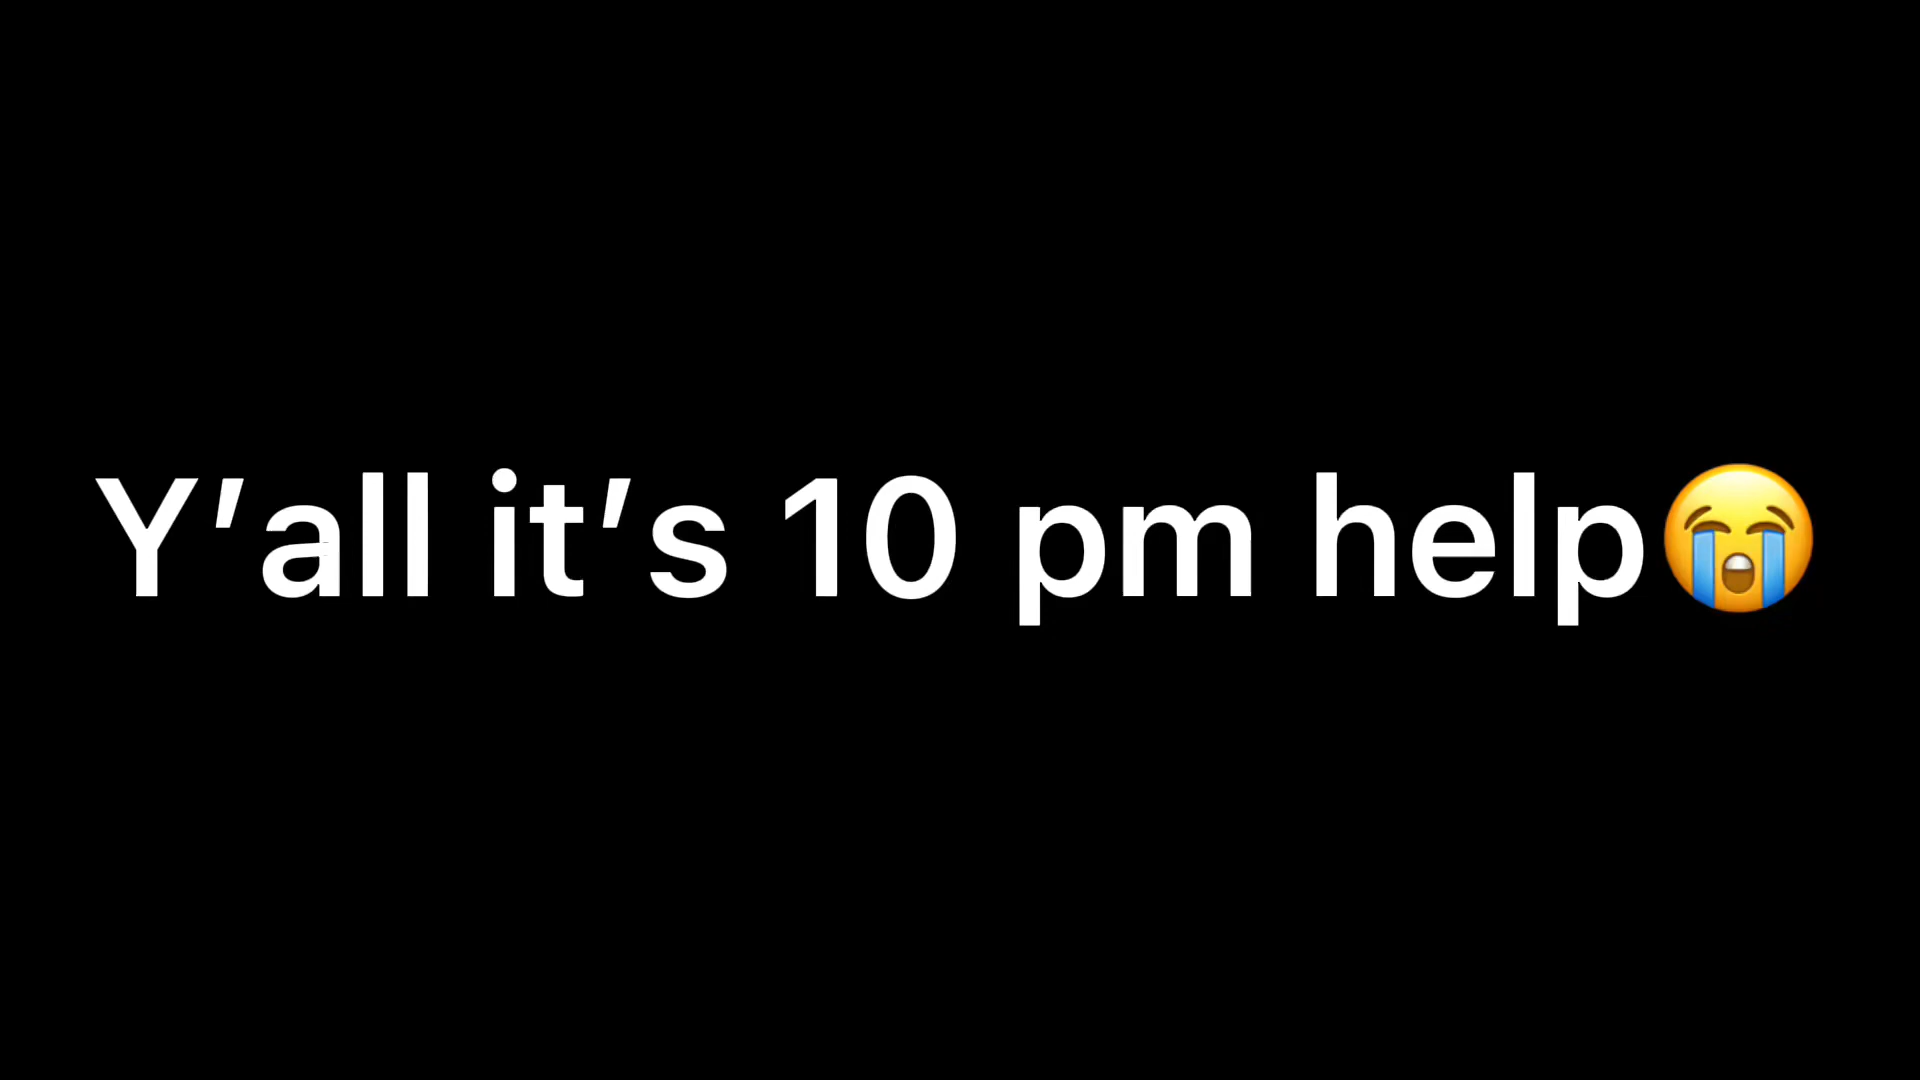 Y’all it’s 10 pm help😭